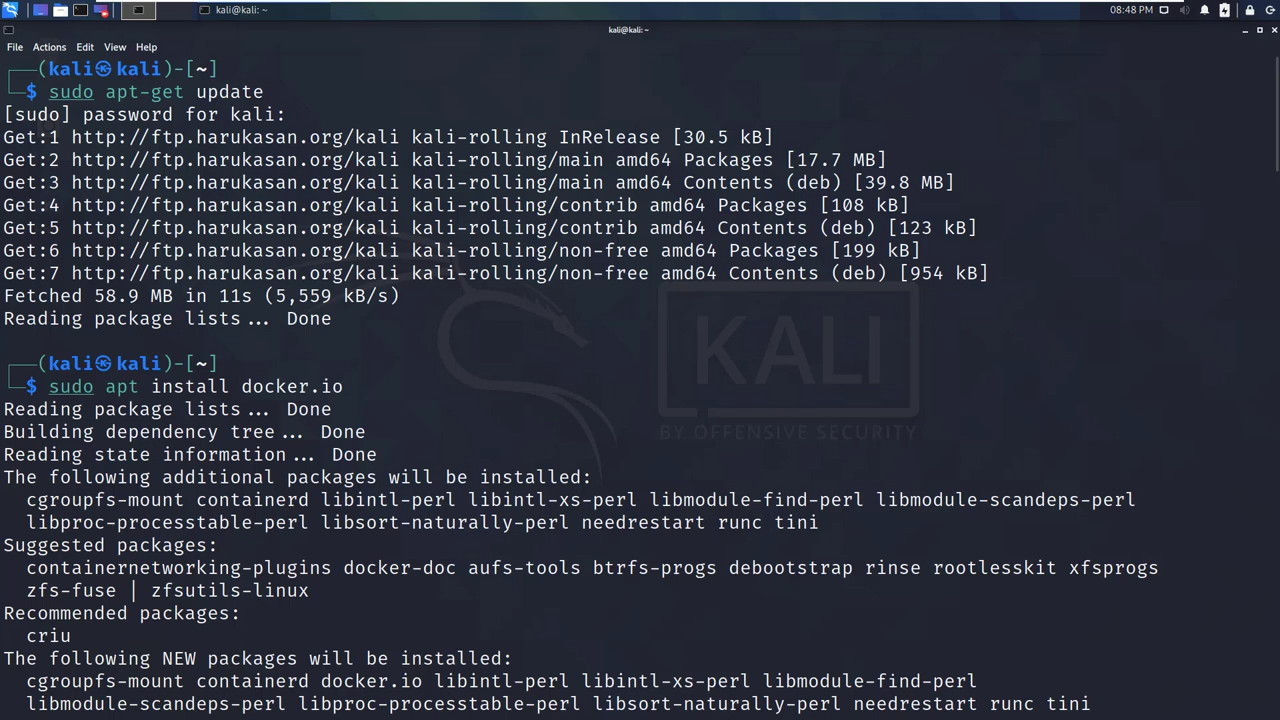 kali@kali: ~
08:48 PM
kali@kali: ~
File Actions Edit View Help
┌──(kali㉿kali)-[~]
└─$ sudo apt-get update
[sudo] password for kali:
Get:1 http://ftp.harukasan.org/kali kali-rolling InRelease [30.5 kB]
Get:2 http://ftp.harukasan.org/kali kali-rolling/main amd64 Packages [17.7 MB]
Get:3 http://ftp.harukasan.org/kali kali-rolling/main amd64 Contents (deb) [39.8 MB]
Get:4 http://ftp.harukasan.org/kali kali-rolling/contrib amd64 Packages [108 kB]
Get:5 http://ftp.harukasan.org/kali kali-rolling/contrib amd64 Contents (deb) [123 kB]
Get:6 http://ftp.harukasan.org/kali kali-rolling/non-free amd64 Packages [199 kB]
Get:7 http://ftp.harukasan.org/kali kali-rolling/non-free amd64 Contents (deb) [954 kB]
Fetched 58.9 MB in 11s (5,559 kB/s)
Reading package lists... Done
┌──(kali㉿kali)-[~]
└─$ sudo apt install docker.io
Reading package lists... Done
Building dependency tree... Done
Reading state information... Done
The following additional packages will be installed:
cgroupfs-mount containerd libintl-perl libintl-xs-perl libmodule-find-perl libmodule-scandeps-perl
libproc-processtable-perl libsort-naturally-perl needrestart runc tini
Suggested packages:
containernetworking-plugins docker-doc aufs-tools btrfs-progs debootstrap rinse rootlesskit xfsprogs
zfs-fuse | zfsutils-linux
Recommended packages:
criu
The following NEW packages will be installed:
cgroupfs-mount containerd docker.io libintl-perl libintl-xs-perl libmodule-find-perl
libmodule-scandeps-perl libproc-processtable-perl libsort-naturally-perl needrestart runc tini
KALI
BY OFFENSIVE SECURITY